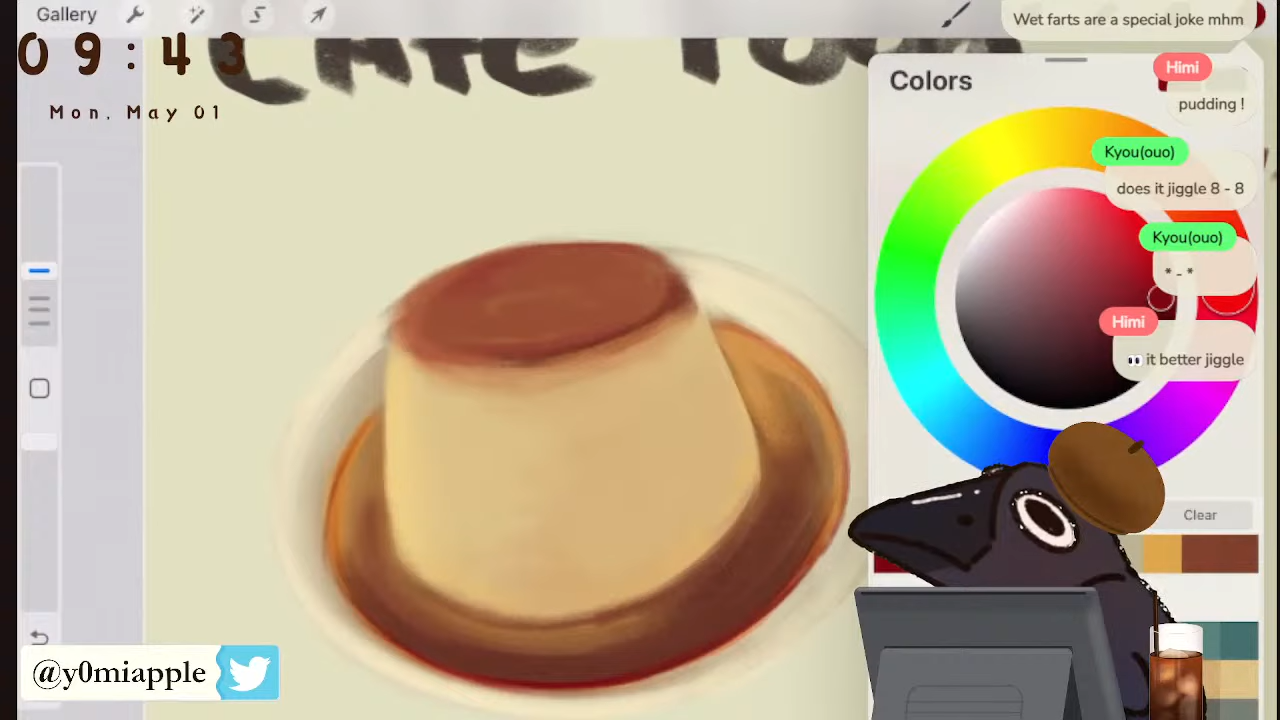 Gallery
Wet farts are a special joke mhm
09:43
Mon, May 01
CAFE
Colors
Himi
pudding !
Kyou(ouo)
does it jiggle 8 - 8
Kyou(ouo)
* _ *
Himi
👀 it better jiggle
Clear
@y0miapple